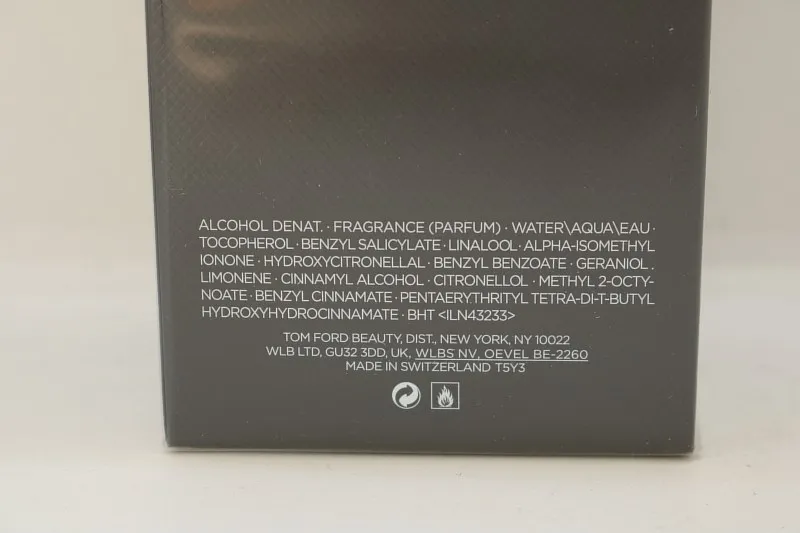 ALCOHOL DENAT. · FRAGRANCE (PARFUM) · WATER\AQUA\EAU ·
TOCOPHEROL · BENZYL SALICYLATE · LINALOOL · ALPHA-ISOMETHYL
IONONE · HYDROXYCITRONELLAL · BENZYL BENZOATE · GERANIOL .
LIMONENE · CINNAMYL ALCOHOL · CITRONELLOL · METHYL 2-OCTY-
NOATE · BENZYL CINNAMATE · PENTAERYTHRITYL TETRA-DI-T-BUTYL
HYDROXYHYDROCINNAMATE · BHT <ILN43233>
TOM FORD BEAUTY, DIST., NEW YORK, NY 10022
WLB LTD, GU32 3DD, UK, WLBS NV, OEVEL BE-2260
MADE IN SWITZERLAND T5Y3